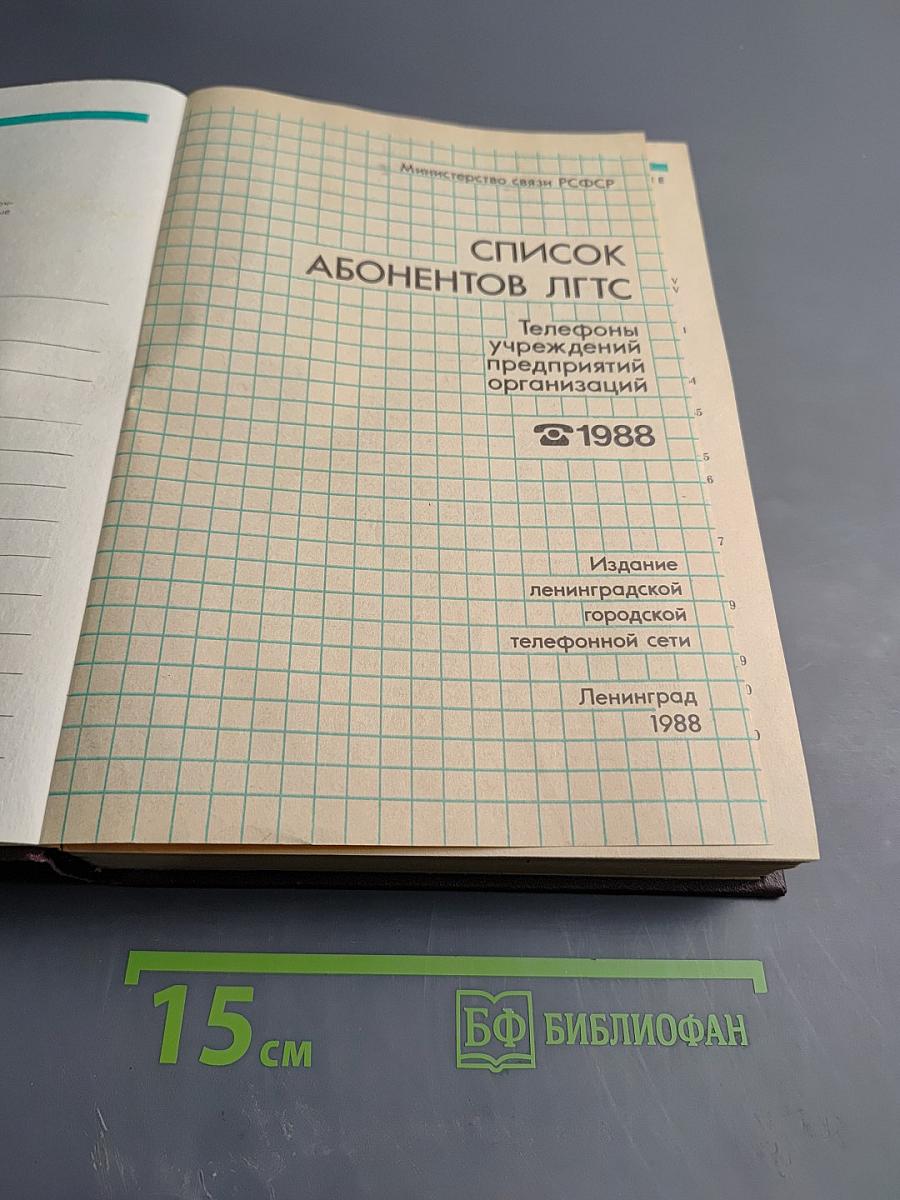 Министерство связи РСФСР
СПИСОК
АБОНЕНТОВ ЛГТС
Телефоны
учреждений
предприятий
организаций
☎1988
Издание
ленинградской
городской
телефонной сети
Ленинград
1988
15 см
БФ БИБЛИОФАН